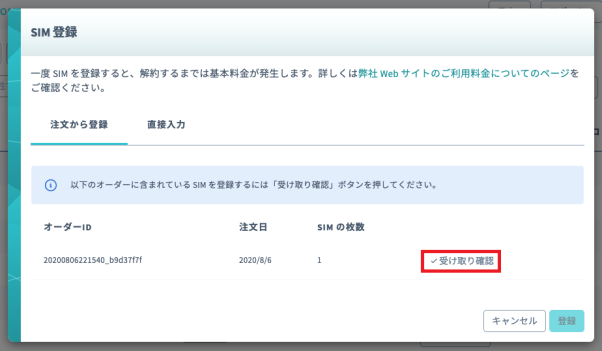 SIM 登録
一度 SIM を登録すると、解約するまでは基本料金が発生します。詳しくは弊社 Web サイトのご利用料金についてのページを
ご確認ください。
注文から登録 直接入力
以下のオーダーに含まれている SIM を登録するには「受け取り確認」ボタンを押してください。
オーダーID 注文日 SIM の枚数
20200806221540_b9d37f7f 2020/8/6 1 ✓受け取り確認
キャンセル 登録